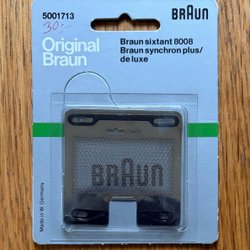 5001713
BRAUN
30.-
Original
Braun
Braun sixtant 8008
Braun synchron plus/
de luxe
BRAUN
Made in W. Germany